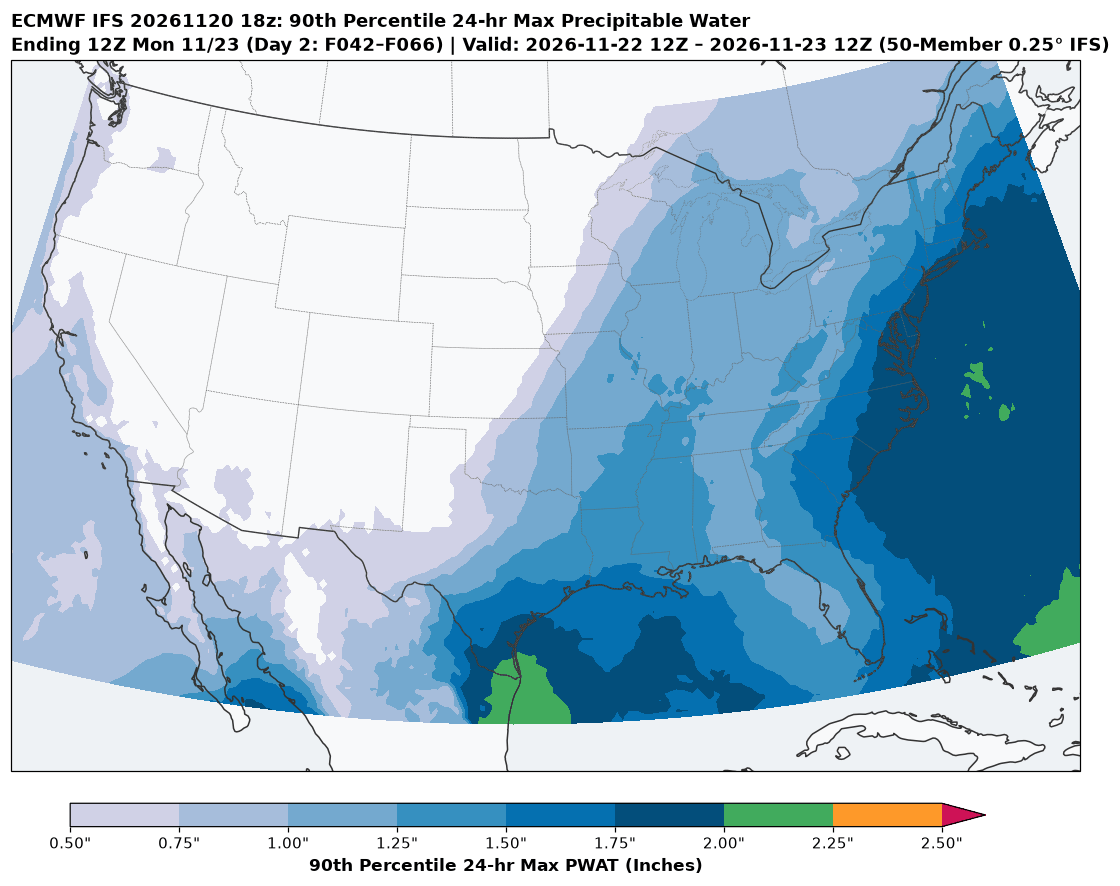 ECMWF IFS 20261120 18z: 90th Percentile 24-hr Max Precipitable Water
Ending 12Z Mon 11/23 (Day 2: F042–F066) | Valid: 2026-11-22 12Z – 2026-11-23 12Z (50-Member 0.25° IFS)
0.50" 0.75" 1.00" 1.25" 1.50" 1.75" 2.00" 2.25" 2.50"
90th Percentile 24-hr Max PWAT (Inches)